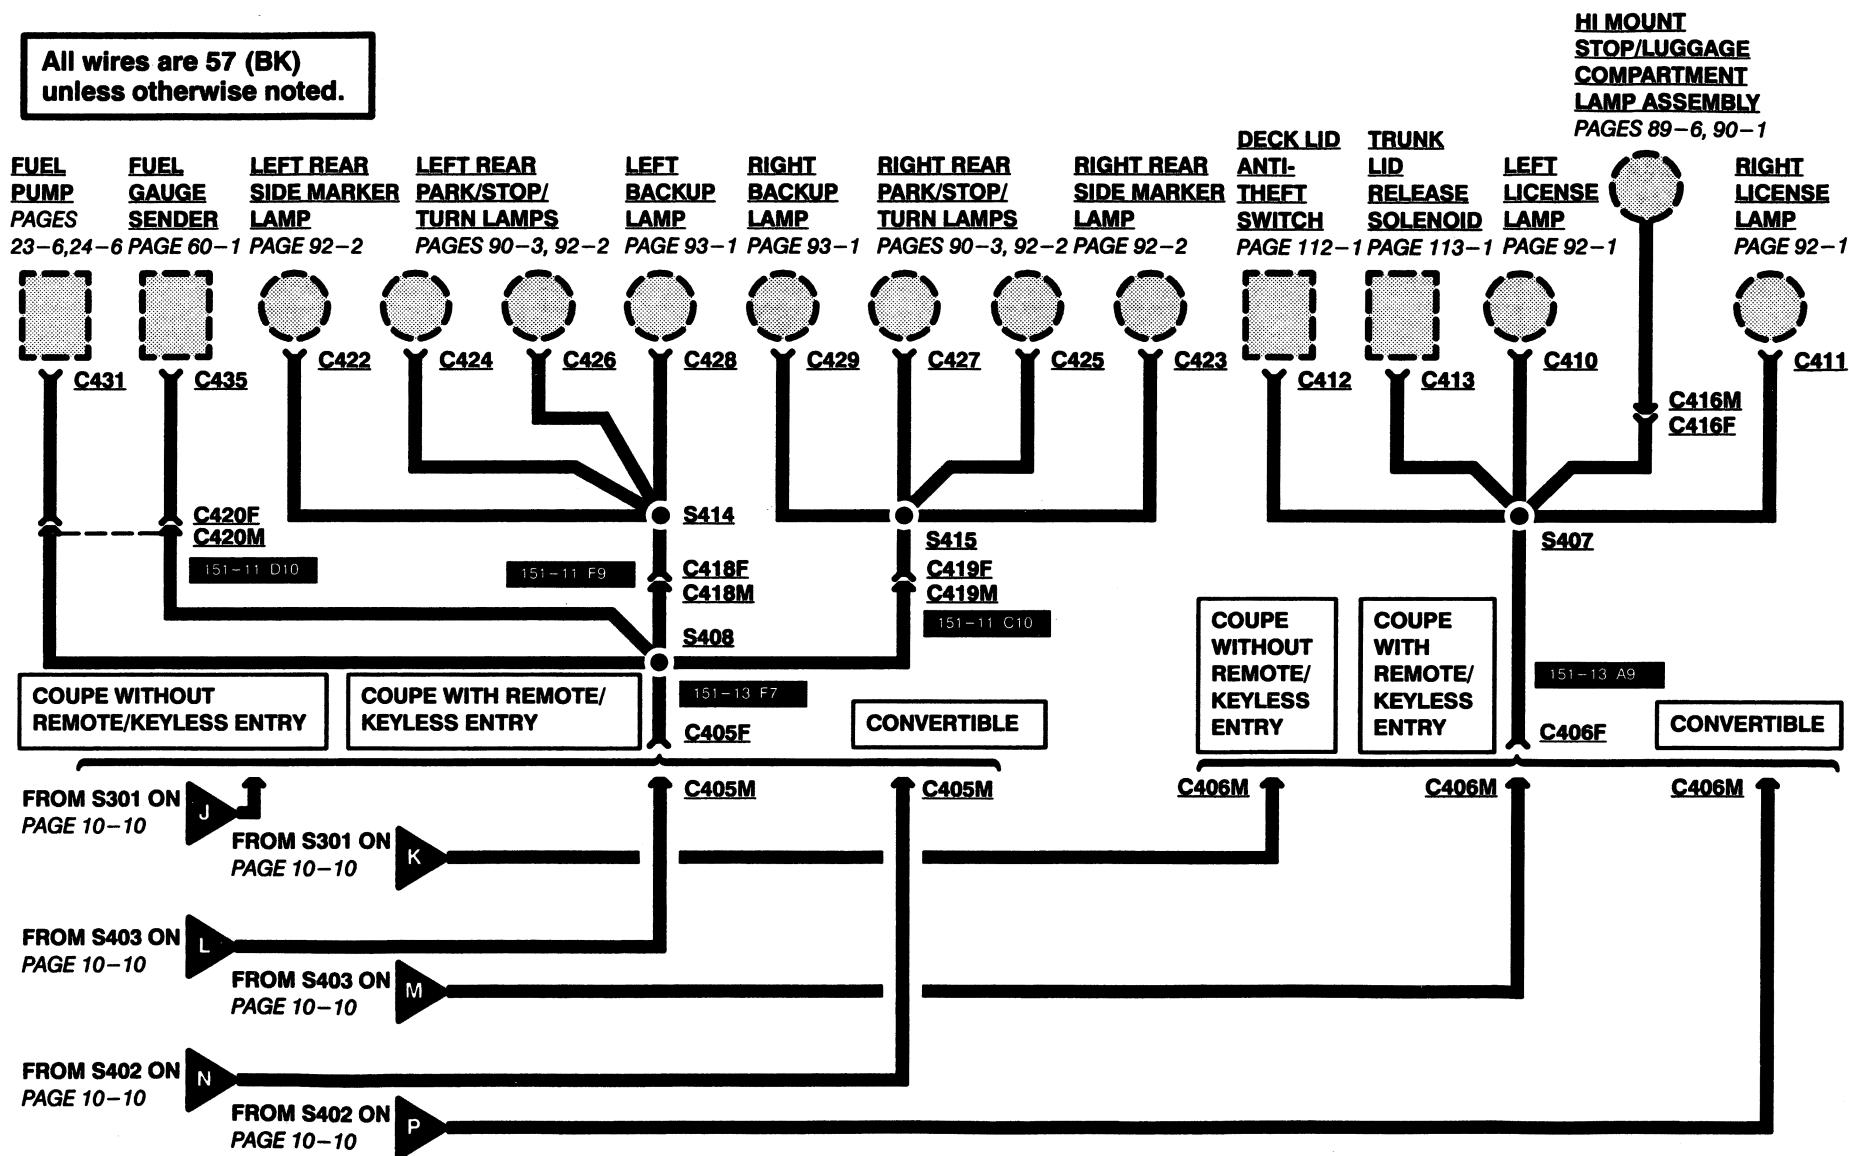 All wires are 57 (BK)
unless otherwise noted.
HI MOUNT
STOP/LUGGAGE
COMPARTMENT
LAMP ASSEMBLY
PAGES 89-6, 90-1
FUEL
PUMP
PAGES
23-6,24-6
FUEL
GAUGE
SENDER
PAGE 60-1
LEFT REAR
SIDE MARKER
LAMP
PAGE 92-2
LEFT REAR
PARK/STOP/
TURN LAMPS
PAGES 90-3, 92-2
LEFT
BACKUP
LAMP
PAGE 93-1
RIGHT
BACKUP
LAMP
PAGE 93-1
RIGHT REAR
PARK/STOP/
TURN LAMPS
PAGES 90-3, 92-2
RIGHT REAR
SIDE MARKER
LAMP
PAGE 92-2
DECK LID
ANTI-
THEFT
SWITCH
PAGE 112-1
TRUNK
LID
RELEASE
SOLENOID
PAGE 113-1
LEFT
LICENSE
LAMP
PAGE 92-1
RIGHT
LICENSE
LAMP
PAGE 92-1
C431
C435
C422
C424
C426
C428
C429
C427
C425
C423
C412
C413
C410
C411
C416M
C416F
C420F
C420M
S414
S415
S407
151-11 D10
151-11 F9
C418F
C418M
C419F
C419M
151-11 C10
S408
151-13 F7
151-13 A9
COUPE WITHOUT
REMOTE/KEYLESS ENTRY
COUPE WITH REMOTE/
KEYLESS ENTRY
C405F
CONVERTIBLE
COUPE
WITHOUT
REMOTE/
KEYLESS
ENTRY
COUPE
WITH
REMOTE/
KEYLESS
ENTRY
C406F
CONVERTIBLE
C405M
C405M
C406M
C406M
C406M
FROM S301 ON
PAGE 10-10
J
FROM S301 ON
PAGE 10-10
K
FROM S403 ON
PAGE 10-10
L
FROM S403 ON
PAGE 10-10
M
FROM S402 ON
PAGE 10-10
N
FROM S402 ON
PAGE 10-10
P